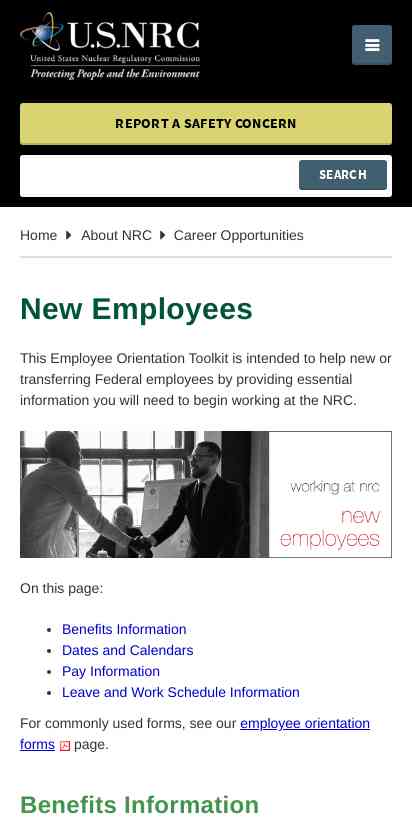 U.S.NRC
United States Nuclear Regulatory Commission
Protecting People and the Environment
REPORT A SAFETY CONCERN
SEARCH
Home About NRC Career Opportunities
New Employees
This Employee Orientation Toolkit is intended to help new or
transferring Federal employees by providing essential
information you will need to begin working at the NRC.
working at nrc
new
employees
On this page:
Benefits Information
Dates and Calendars
Pay Information
Leave and Work Schedule Information
For commonly used forms, see our employee orientation
forms page.
Benefits Information